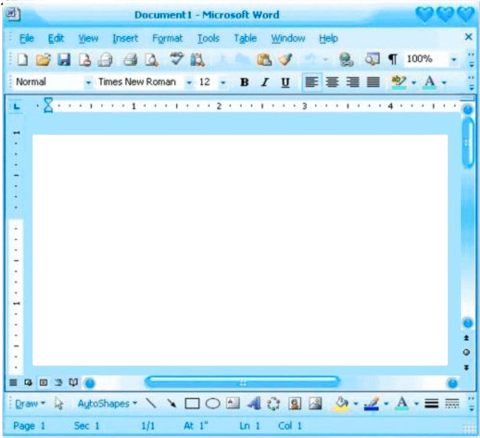 Document1 - Microsoft Word
File Edit View Insert Format Tools Table Window Help
100%
Normal Times New Roman 12 B I U A
1 2 3 4
Draw AutoShapes A
Page 1 Sec 1 1/1 At 1" Ln 1 Col 1